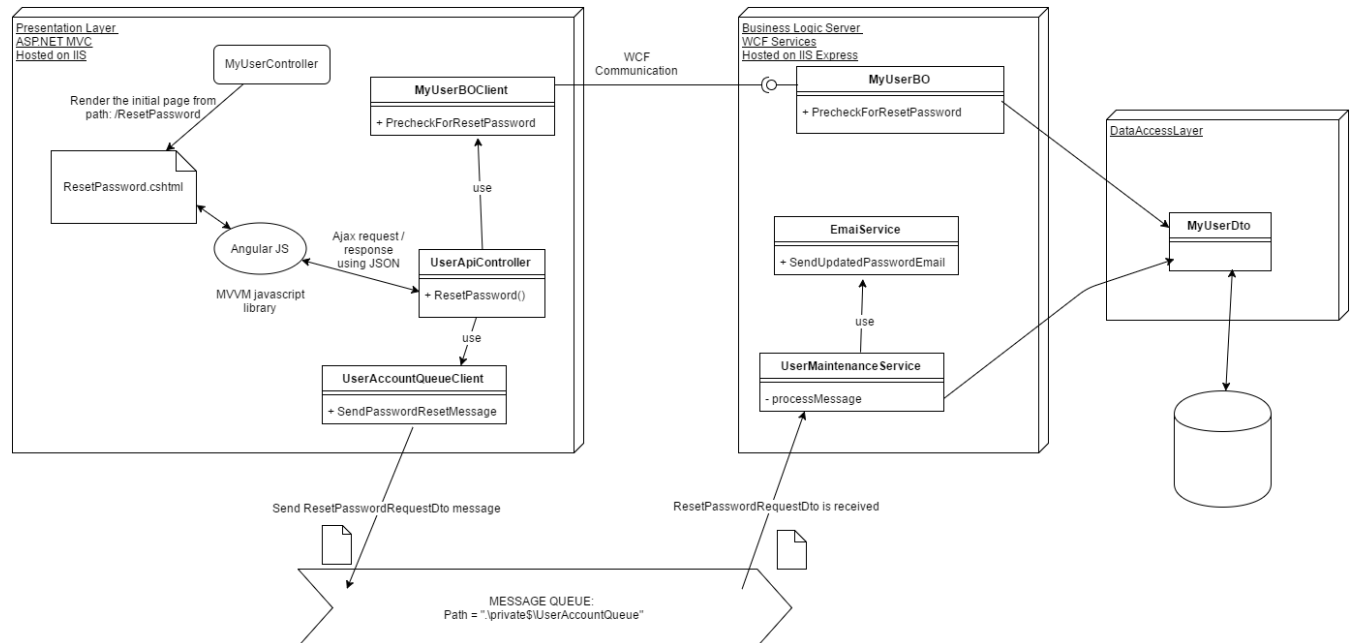 Presentation Layer
ASP.NET MVC
Hosted on IIS
MyUserController
Render the initial page from
path: /ResetPassword
ResetPassword.cshtml
Angular JS
MVVM javascript
library
Ajax request /
response
using JSON
MyUserBOClient
+ PrecheckForResetPassword
use
UserApiController
+ ResetPassword()
use
UserAccountQueueClient
+ SendPasswordResetMessage
WCF
Communication
Business Logic Server
WCF Services
Hosted on IIS Express
MyUserBO
+ PrecheckForResetPassword
EmaiService
+ SendUpdatedPasswordEmail
use
UserMaintenanceService
- processMessage
DataAccessLayer
MyUserDto
Send ResetPasswordRequestDto message
ResetPasswordRequestDto is received
MESSAGE QUEUE:
Path = ".\private$\UserAccountQueue"